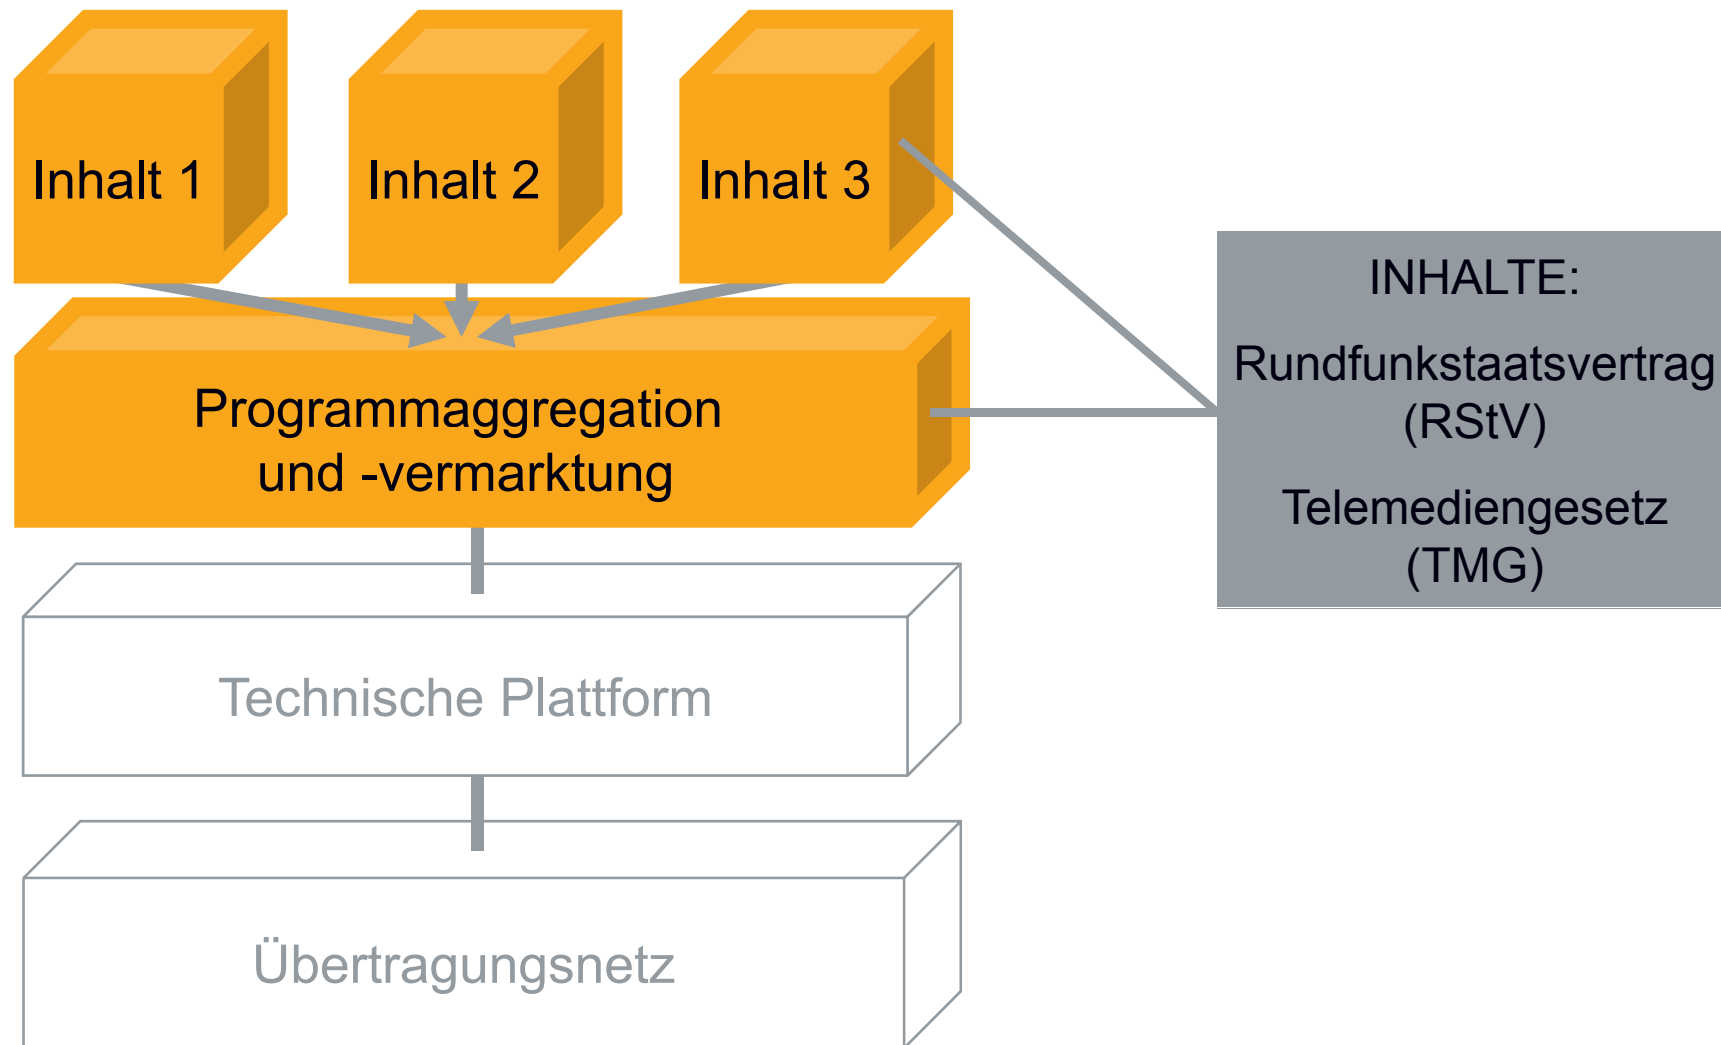 Inhalt 1
Inhalt 2
Inhalt 3
INHALTE:
Rundfunkstaatsvertrag
(RStV)
Telemediengesetz
(TMG)
Programmaggregation
und -vermarktung
Technische Plattform
Übertragungsnetz